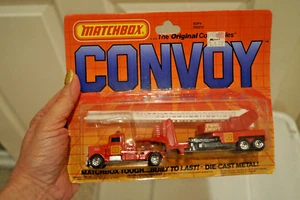 MATCHBOX
...The Original Convoy's
CONVOY
MATCHBOX TOUGH...BUILT TO LAST! · DIE CAST METAL!